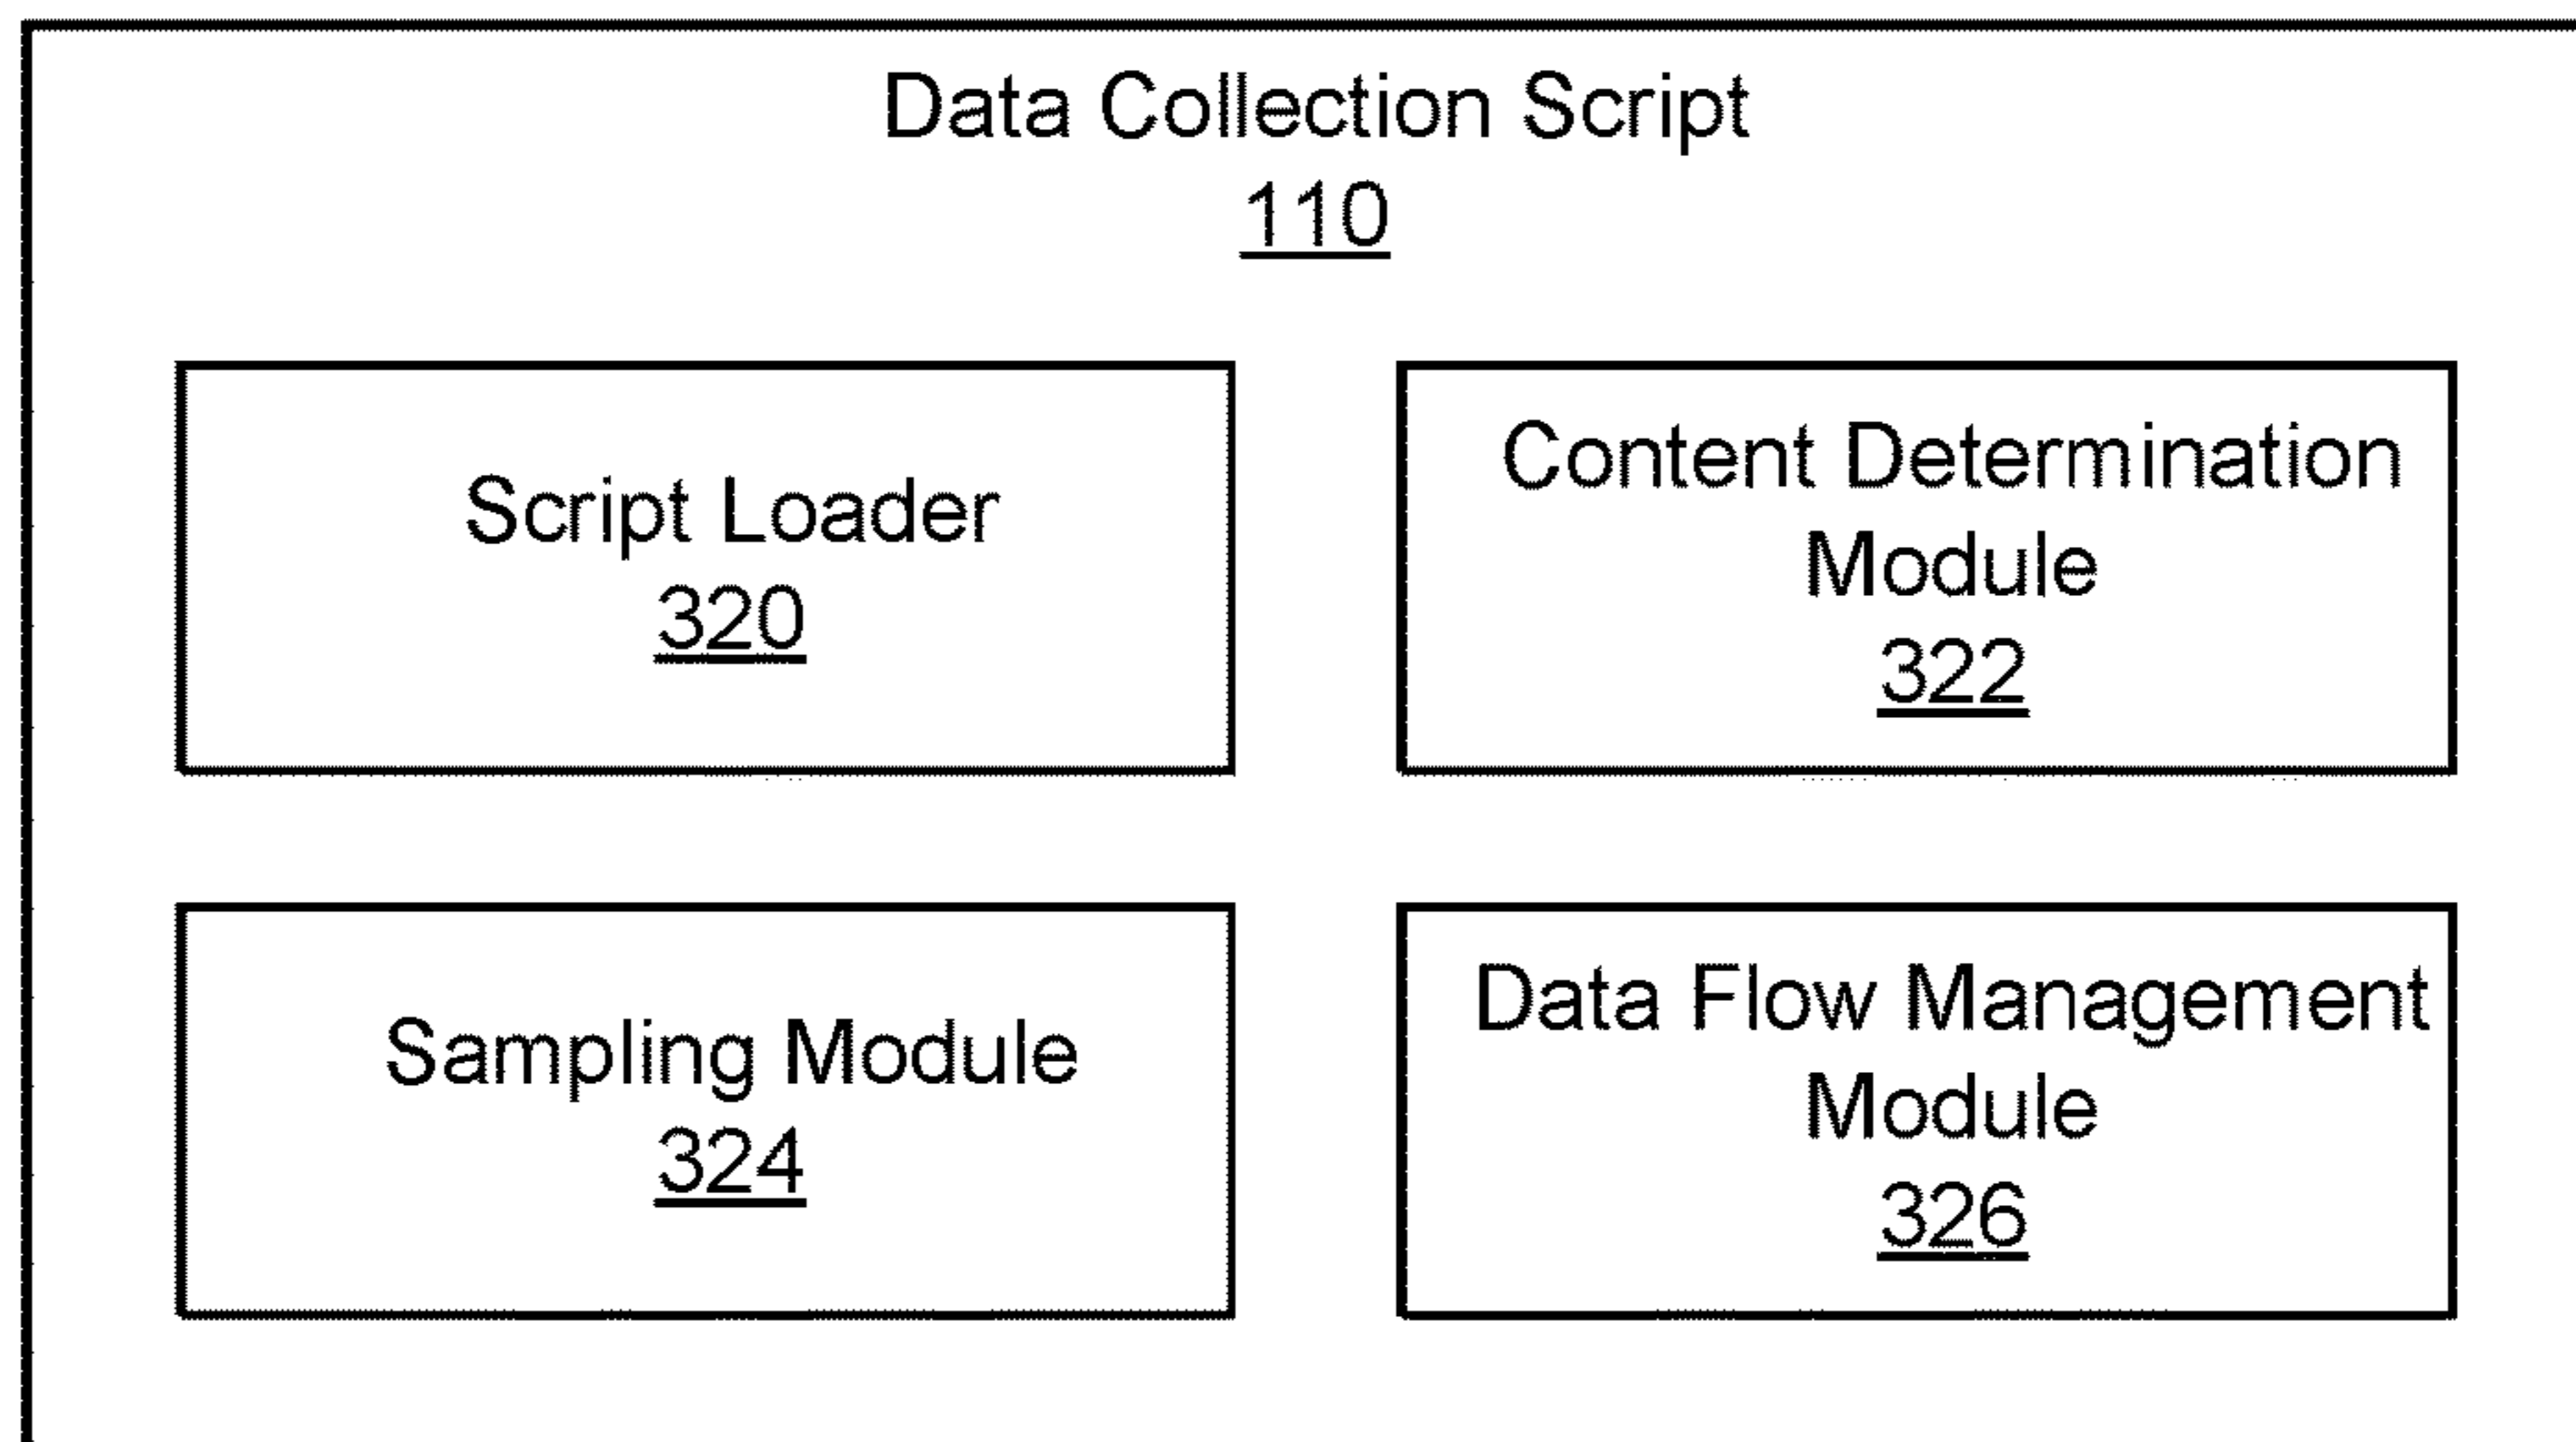 Data Collection Script
110
Script Loader
320
Content Determination
Module
322
Sampling Module
324
Data Flow Management
Module
326